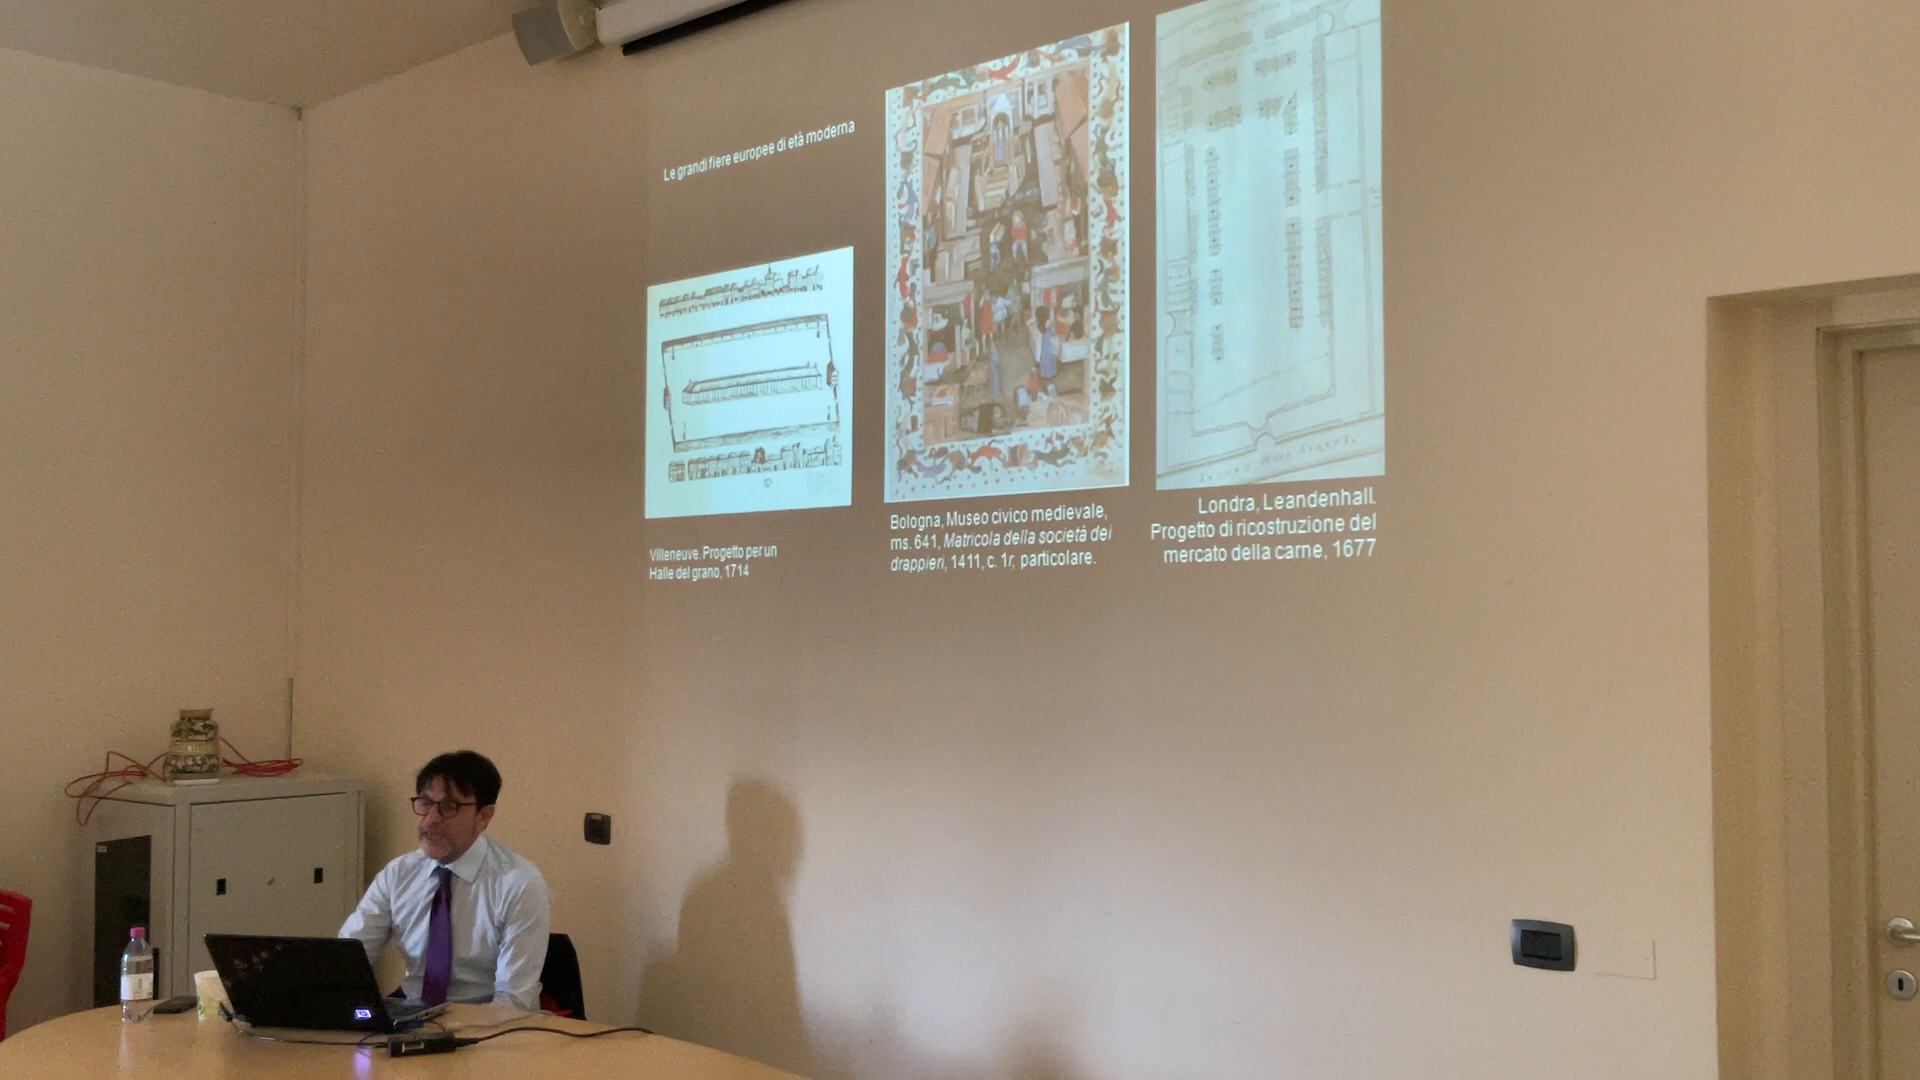 Le grandi fiere europee di età moderna
Villeneuve. Progetto per un
Halle del grano, 1714
Bologna, Museo civico medievale,
ms. 641, Matricola della società dei
drappieri, 1411, c. 1r, particolare.
Londra, Leandenhall.
Progetto di ricostruzione del
mercato della carne, 1677